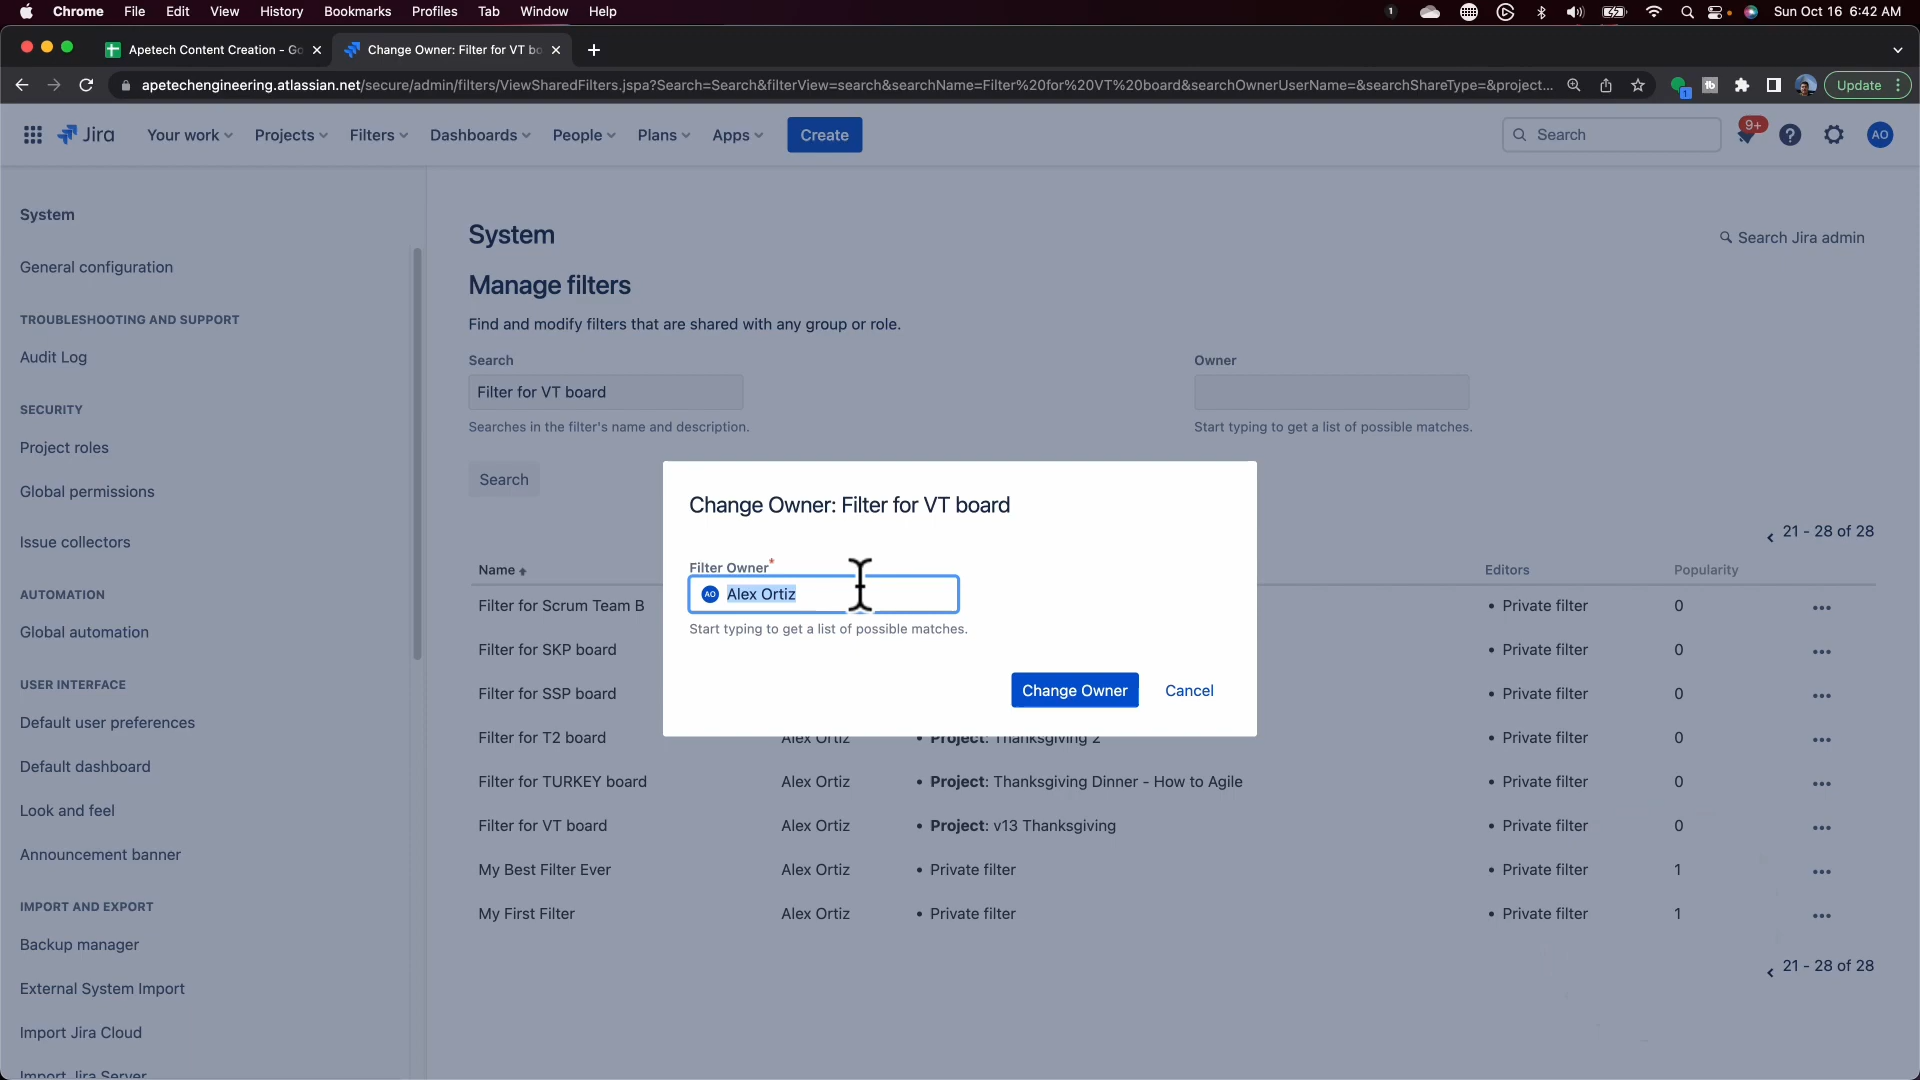 Chrome File Edit View History Bookmarks Profiles Tab Window Help 1 Sun Oct 16 6:42 AM
Apetech Content Creation - Go Change Owner: Filter for VT bo
apetechengineering.atlassian.net/secure/admin/filters/ViewSharedFilters.jspa?Search=Search&filterView=search&searchName=Filter%20for%20VT%20board&searchOwnerUserName=&searchShareType=&project... 1 tb Update
Jira Your work Projects Filters Dashboards People Plans Apps Create Search 9+ ? AO
System
General configuration
TROUBLESHOOTING AND SUPPORT
Audit Log
SECURITY
Project roles
Global permissions
Issue collectors
AUTOMATION
Global automation
USER INTERFACE
Default user preferences
Default dashboard
Look and feel
Announcement banner
IMPORT AND EXPORT
Backup manager
External System Import
Import Jira Cloud
Import Jira Server
System
Search Jira admin
Manage filters
Find and modify filters that are shared with any group or role.
Search Owner
Filter for VT board
Searches in the filter's name and description. Start typing to get a list of possible matches.
Search
21 - 28 of 28
Name Editors Popularity
Filter for Scrum Team B • Private filter 0 •••
Filter for SKP board • Private filter 0 •••
Filter for SSP board • Private filter 0 •••
Filter for T2 board Alex Ortiz • Project: Thanksgiving 2 • Private filter 0 •••
Filter for TURKEY board Alex Ortiz • Project: Thanksgiving Dinner - How to Agile • Private filter 0 •••
Filter for VT board Alex Ortiz • Project: v13 Thanksgiving • Private filter 0 •••
My Best Filter Ever Alex Ortiz • Private filter • Private filter 1 •••
My First Filter Alex Ortiz • Private filter • Private filter 1 •••
21 - 28 of 28
Change Owner: Filter for VT board
Filter Owner*
AO Alex Ortiz
Start typing to get a list of possible matches.
Change Owner Cancel